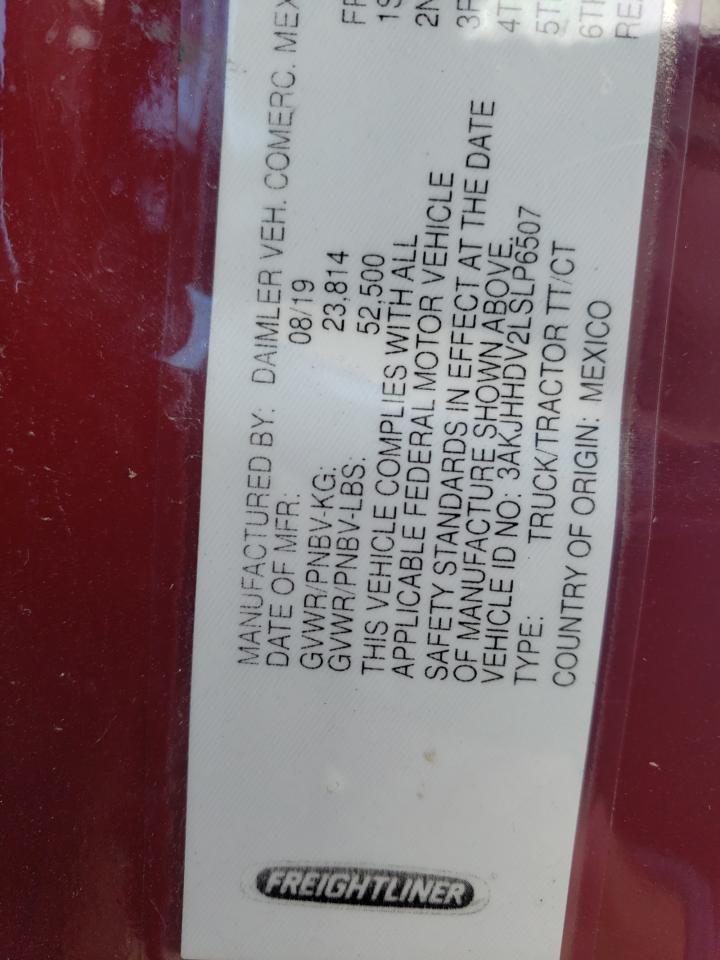 FREIGHTLINER
MANUFACTURED BY: DAIMLER VEH. COMERC. MEX
DATE OF MFR: 08/19
GVWR/PNBV-KG: 23,814
GVWR/PNBV-LBS: 52,500
THIS VEHICLE COMPLIES WITH ALL
APPLICABLE FEDERAL MOTOR VEHICLE
SAFETY STANDARDS IN EFFECT AT THE DATE
OF MANUFACTURE SHOWN ABOVE.
VEHICLE ID NO: 3AKJHHDV2LSLP6507
TYPE: TRUCK/TRACTOR TT/CT
COUNTRY OF ORIGIN: MEXICO